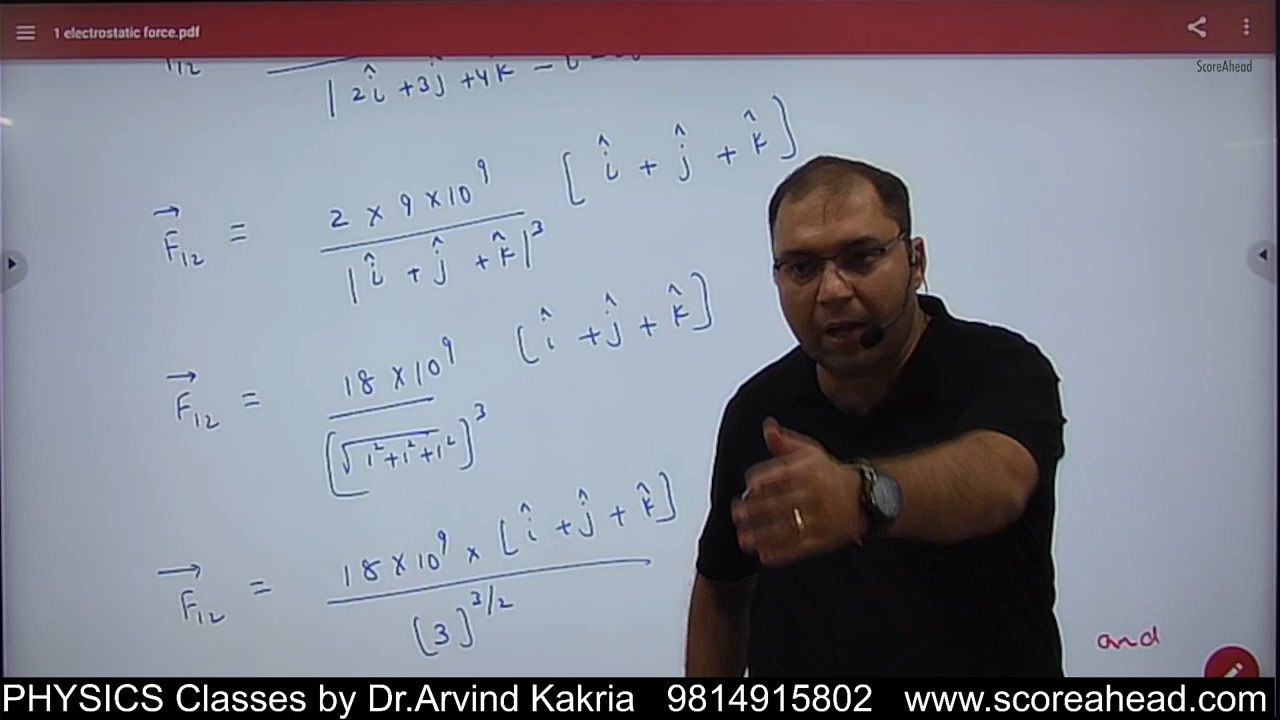 1 electrostatic force.pdf
ScoreAhead
F₁₂
| 2î + 3ĵ + 4k̂ - î -
F⃗₁₂ = 2 × 9 × 10⁹ / |î + ĵ + k̂|³ [î + ĵ + k̂]
F⃗₁₂ = 18 × 10⁹ / [√1² + 1² + 1²]³ [î + ĵ + k̂]
F⃗₁₂ = 18 × 10⁹ × [î + ĵ + k̂] / [3]^3/2
and
PHYSICS Classes by Dr.Arvind Kakria 9814915802 www.scoreahead.com